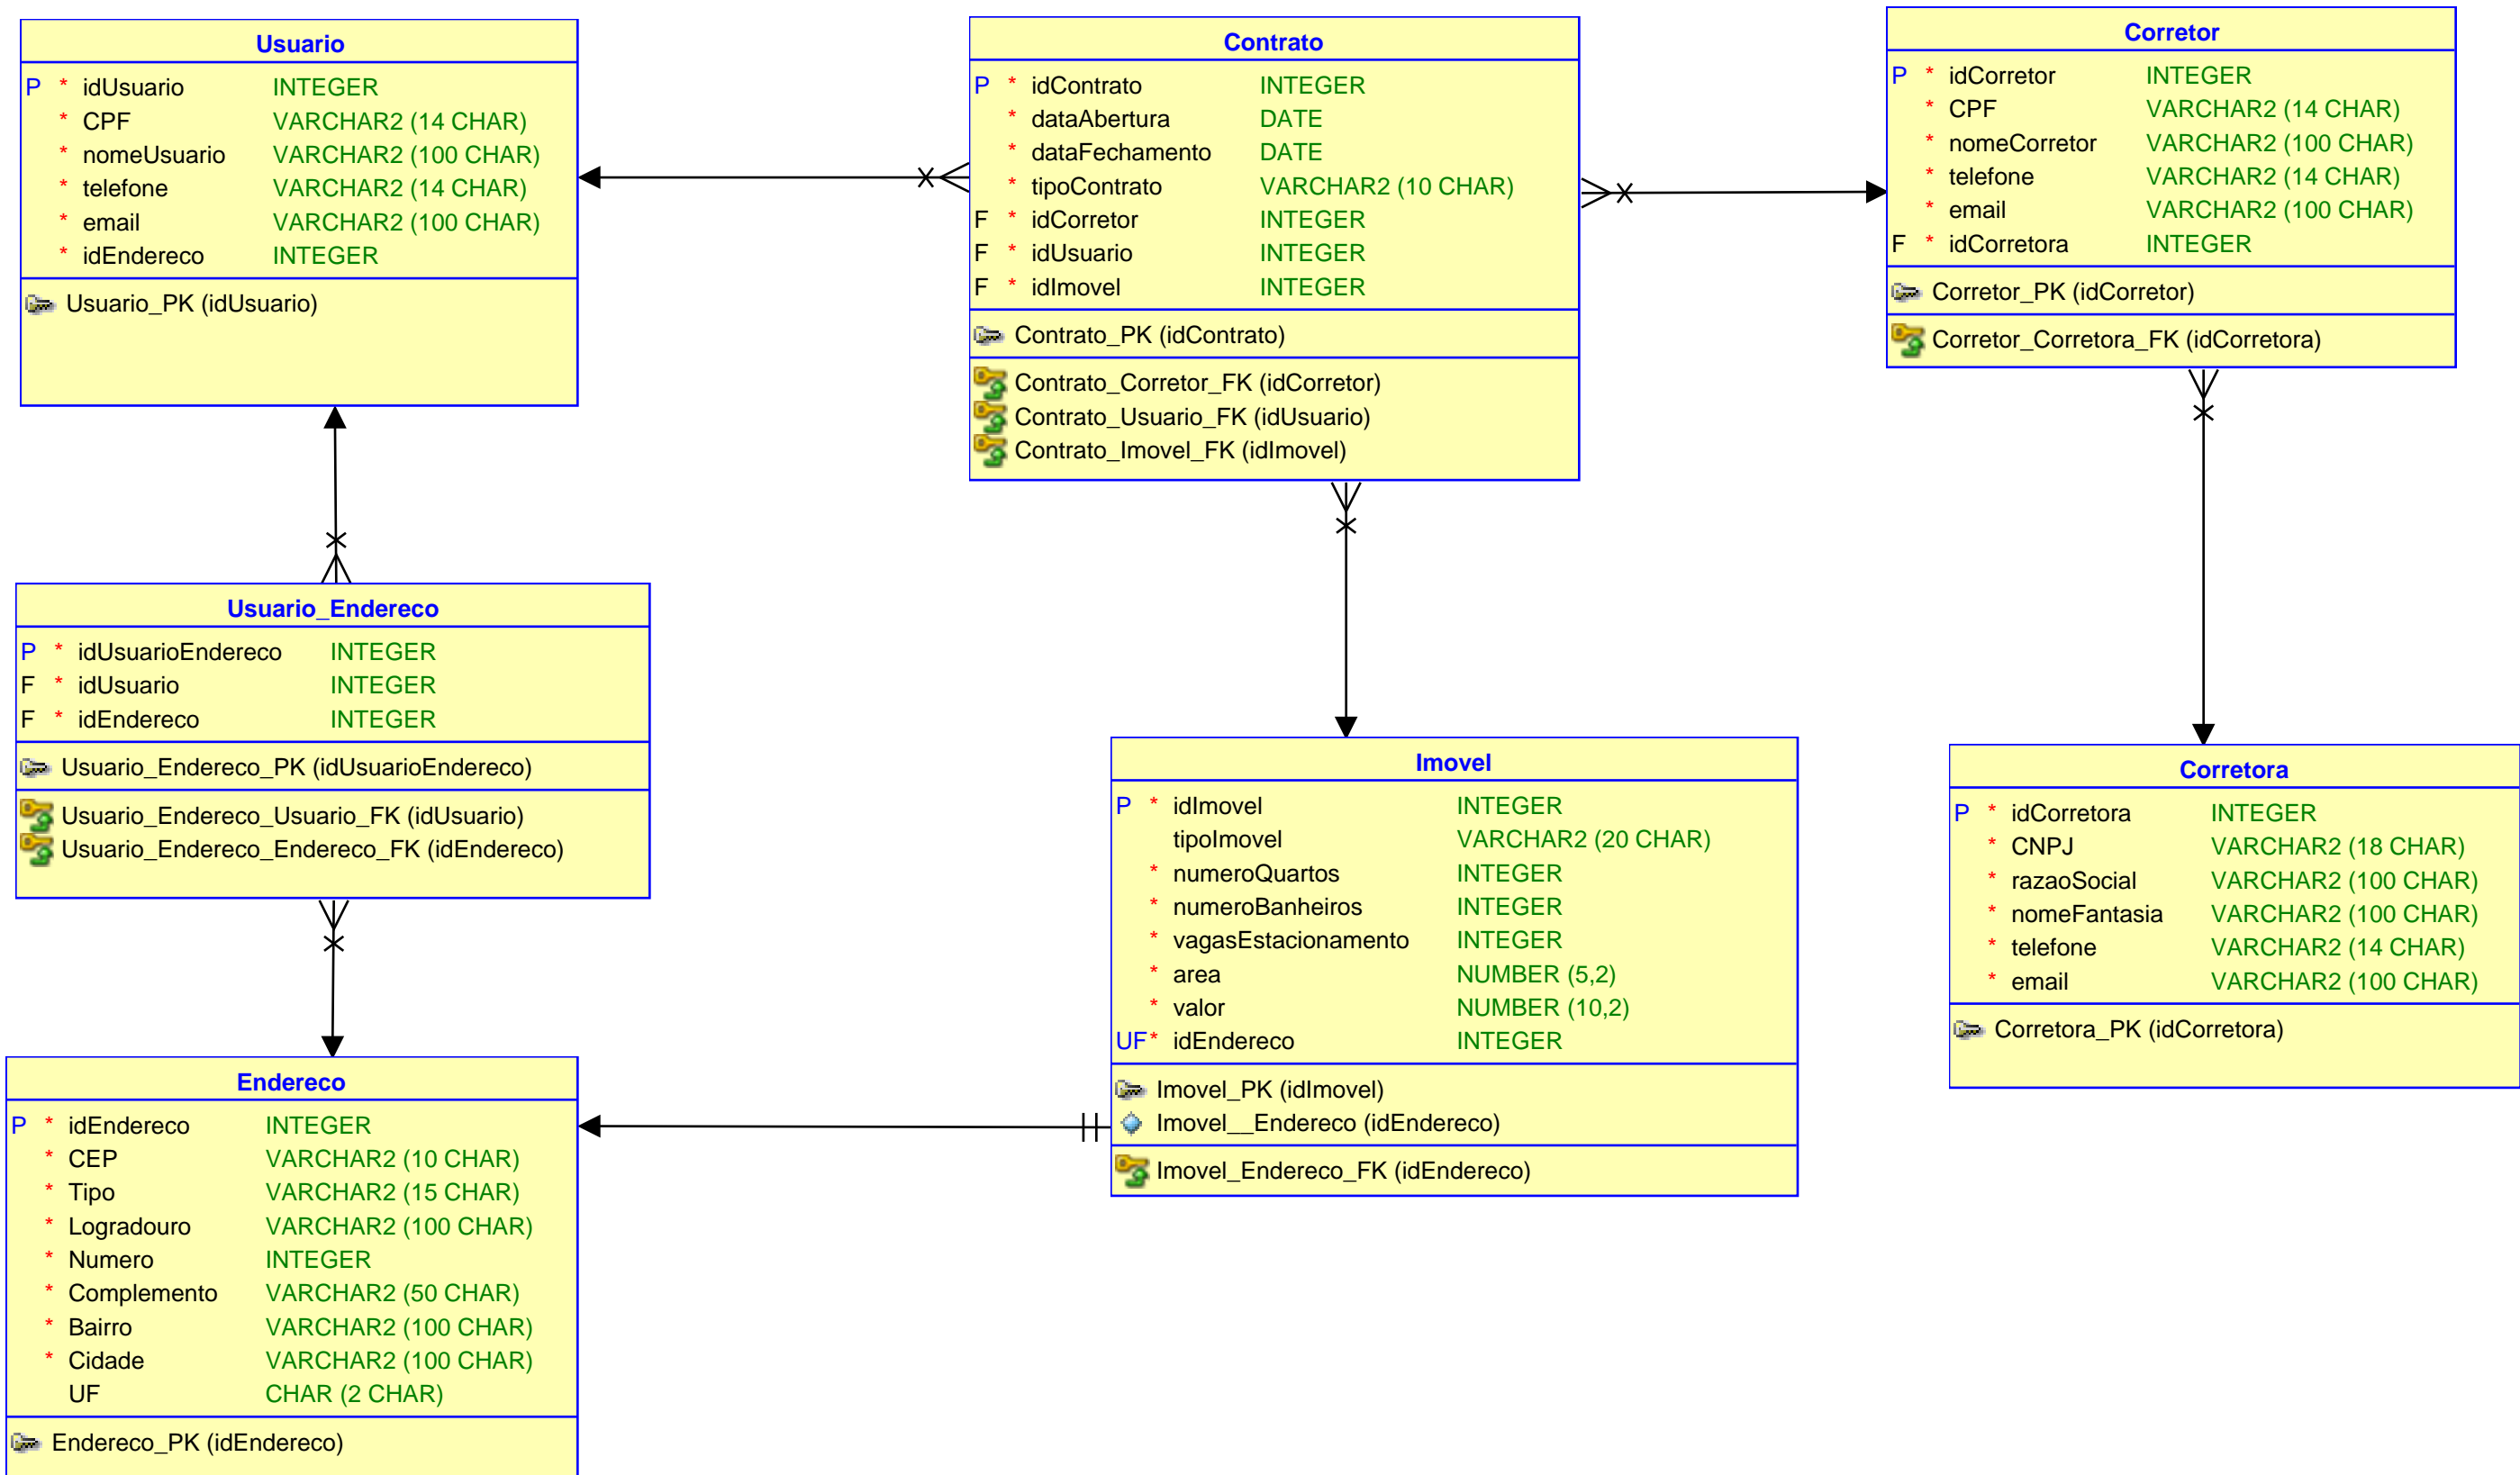 Usuario
P * idUsuario INTEGER
* CPF VARCHAR2 (14 CHAR)
* nomeUsuario VARCHAR2 (100 CHAR)
* telefone VARCHAR2 (14 CHAR)
* email VARCHAR2 (100 CHAR)
* idEndereco INTEGER
Usuario_PK (idUsuario)
Contrato
P * idContrato INTEGER
* dataAbertura DATE
* dataFechamento DATE
* tipoContrato VARCHAR2 (10 CHAR)
F * idCorretor INTEGER
F * idUsuario INTEGER
F * idImovel INTEGER
Contrato_PK (idContrato)
Contrato_Corretor_FK (idCorretor)
Contrato_Usuario_FK (idUsuario)
Contrato_Imovel_FK (idImovel)
Corretor
P * idCorretor INTEGER
* CPF VARCHAR2 (14 CHAR)
* nomeCorretor VARCHAR2 (100 CHAR)
* telefone VARCHAR2 (14 CHAR)
* email VARCHAR2 (100 CHAR)
F * idCorretora INTEGER
Corretor_PK (idCorretor)
Corretor_Corretora_FK (idCorretora)
Usuario_Endereco
P * idUsuarioEndereco INTEGER
F * idUsuario INTEGER
F * idEndereco INTEGER
Usuario_Endereco_PK (idUsuarioEndereco)
Usuario_Endereco_Usuario_FK (idUsuario)
Usuario_Endereco_Endereco_FK (idEndereco)
Imovel
P * idImovel INTEGER
tipoImovel VARCHAR2 (20 CHAR)
* numeroQuartos INTEGER
* numeroBanheiros INTEGER
* vagasEstacionamento INTEGER
* area NUMBER (5,2)
* valor NUMBER (10,2)
UF* idEndereco INTEGER
Imovel_PK (idImovel)
Imovel__Endereco (idEndereco)
Imovel_Endereco_FK (idEndereco)
Corretora
P * idCorretora INTEGER
* CNPJ VARCHAR2 (18 CHAR)
* razaoSocial VARCHAR2 (100 CHAR)
* nomeFantasia VARCHAR2 (100 CHAR)
* telefone VARCHAR2 (14 CHAR)
* email VARCHAR2 (100 CHAR)
Corretora_PK (idCorretora)
Endereco
P * idEndereco INTEGER
* CEP VARCHAR2 (10 CHAR)
* Tipo VARCHAR2 (15 CHAR)
* Logradouro VARCHAR2 (100 CHAR)
* Numero INTEGER
* Complemento VARCHAR2 (50 CHAR)
* Bairro VARCHAR2 (100 CHAR)
* Cidade VARCHAR2 (100 CHAR)
UF CHAR (2 CHAR)
Endereco_PK (idEndereco)